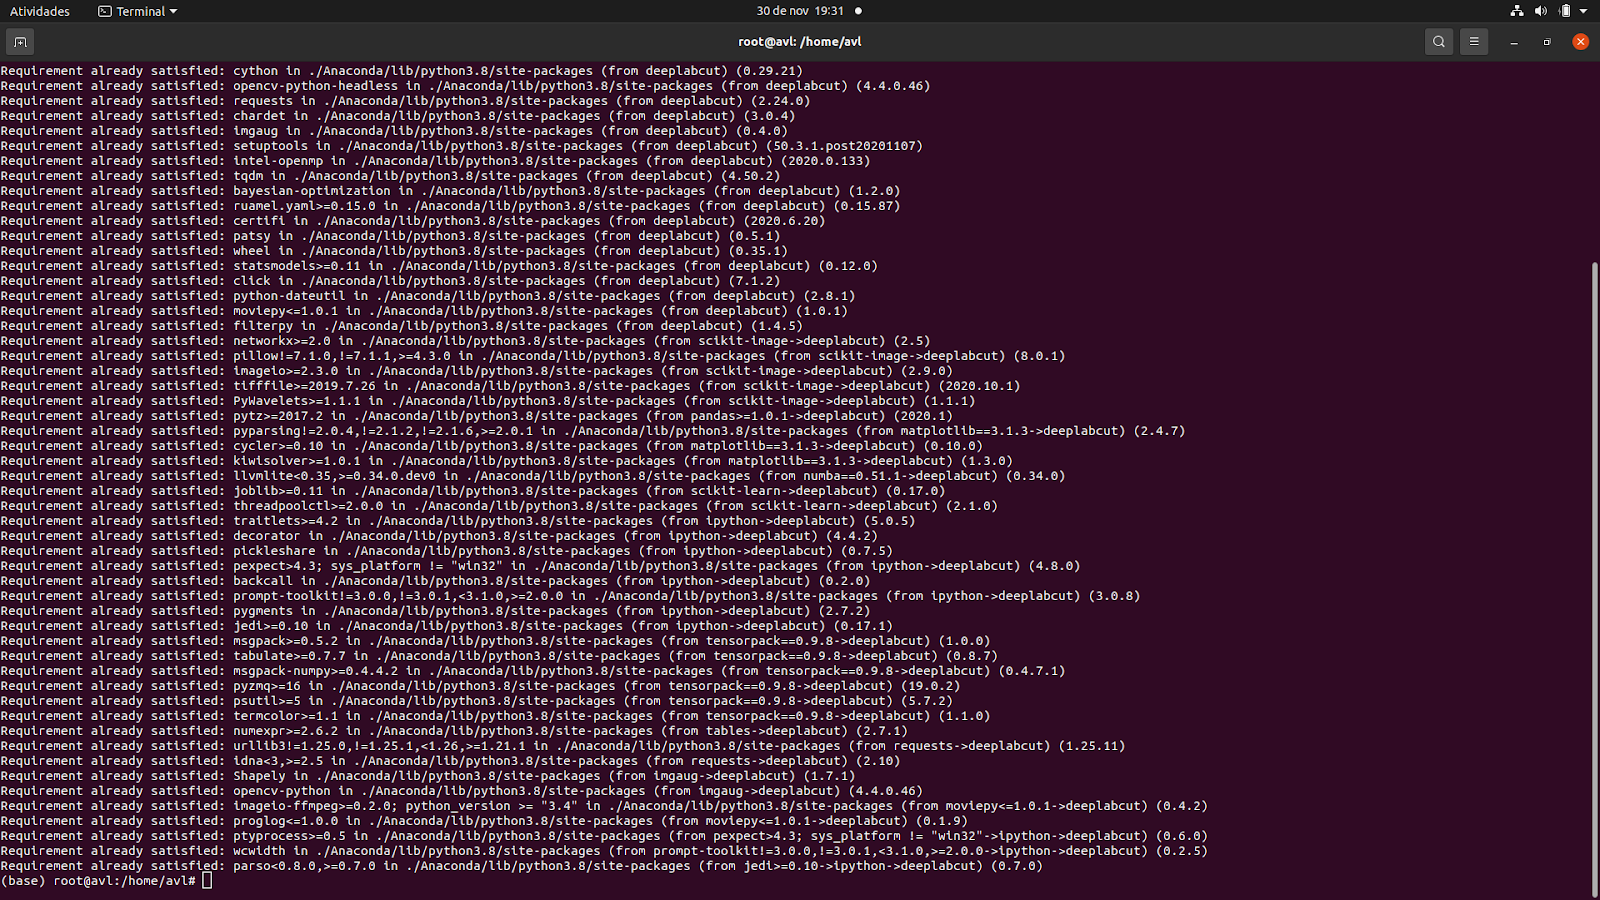 Atividades
Terminal
30 de nov 19:31
root@avl: /home/avl
Requirement already satisfied: cython in ./Anaconda/lib/python3.8/site-packages (from deeplabcut) (0.29.21)
Requirement already satisfied: opencv-python-headless in ./Anaconda/lib/python3.8/site-packages (from deeplabcut) (4.4.0.46)
Requirement already satisfied: requests in ./Anaconda/lib/python3.8/site-packages (from deeplabcut) (2.24.0)
Requirement already satisfied: chardet in ./Anaconda/lib/python3.8/site-packages (from deeplabcut) (3.0.4)
Requirement already satisfied: imgaug in ./Anaconda/lib/python3.8/site-packages (from deeplabcut) (0.4.0)
Requirement already satisfied: setuptools in ./Anaconda/lib/python3.8/site-packages (from deeplabcut) (50.3.1.post20201107)
Requirement already satisfied: intel-openmp in ./Anaconda/lib/python3.8/site-packages (from deeplabcut) (2020.0.133)
Requirement already satisfied: tqdm in ./Anaconda/lib/python3.8/site-packages (from deeplabcut) (4.50.2)
Requirement already satisfied: bayesian-optimization in ./Anaconda/lib/python3.8/site-packages (from deeplabcut) (1.2.0)
Requirement already satisfied: ruamel.yaml>=0.15.0 in ./Anaconda/lib/python3.8/site-packages (from deeplabcut) (0.15.87)
Requirement already satisfied: certifi in ./Anaconda/lib/python3.8/site-packages (from deeplabcut) (2020.6.20)
Requirement already satisfied: patsy in ./Anaconda/lib/python3.8/site-packages (from deeplabcut) (0.5.1)
Requirement already satisfied: wheel in ./Anaconda/lib/python3.8/site-packages (from deeplabcut) (0.35.1)
Requirement already satisfied: statsmodels>=0.11 in ./Anaconda/lib/python3.8/site-packages (from deeplabcut) (0.12.0)
Requirement already satisfied: click in ./Anaconda/lib/python3.8/site-packages (from deeplabcut) (7.1.2)
Requirement already satisfied: python-dateutil in ./Anaconda/lib/python3.8/site-packages (from deeplabcut) (2.8.1)
Requirement already satisfied: moviepy<=1.0.1 in ./Anaconda/lib/python3.8/site-packages (from deeplabcut) (1.0.1)
Requirement already satisfied: filterpy in ./Anaconda/lib/python3.8/site-packages (from deeplabcut) (1.4.5)
Requirement already satisfied: networkx>=2.0 in ./Anaconda/lib/python3.8/site-packages (from scikit-image->deeplabcut) (2.5)
Requirement already satisfied: pillow!=7.1.0,!=7.1.1,>=4.3.0 in ./Anaconda/lib/python3.8/site-packages (from scikit-image->deeplabcut) (8.0.1)
Requirement already satisfied: imageio>=2.3.0 in ./Anaconda/lib/python3.8/site-packages (from scikit-image->deeplabcut) (2.9.0)
Requirement already satisfied: tifffile>=2019.7.26 in ./Anaconda/lib/python3.8/site-packages (from scikit-image->deeplabcut) (2020.10.1)
Requirement already satisfied: PyWavelets>=1.1.1 in ./Anaconda/lib/python3.8/site-packages (from scikit-image->deeplabcut) (1.1.1)
Requirement already satisfied: pytz>=2017.2 in ./Anaconda/lib/python3.8/site-packages (from pandas>=1.0.1->deeplabcut) (2020.1)
Requirement already satisfied: pyparsing!=2.0.4,!=2.1.2,!=2.1.6,>=2.0.1 in ./Anaconda/lib/python3.8/site-packages (from matplotlib==3.1.3->deeplabcut) (2.4.7)
Requirement already satisfied: cycler>=0.10 in ./Anaconda/lib/python3.8/site-packages (from matplotlib==3.1.3->deeplabcut) (0.10.0)
Requirement already satisfied: kiwisolver>=1.0.1 in ./Anaconda/lib/python3.8/site-packages (from matplotlib==3.1.3->deeplabcut) (1.3.0)
Requirement already satisfied: llvmlite<0.35,>=0.34.0.dev0 in ./Anaconda/lib/python3.8/site-packages (from numba==0.51.1->deeplabcut) (0.34.0)
Requirement already satisfied: joblib>=0.11 in ./Anaconda/lib/python3.8/site-packages (from scikit-learn->deeplabcut) (0.17.0)
Requirement already satisfied: threadpoolctl>=2.0.0 in ./Anaconda/lib/python3.8/site-packages (from scikit-learn->deeplabcut) (2.1.0)
Requirement already satisfied: traitlets>=4.2 in ./Anaconda/lib/python3.8/site-packages (from ipython->deeplabcut) (5.0.5)
Requirement already satisfied: decorator in ./Anaconda/lib/python3.8/site-packages (from ipython->deeplabcut) (4.4.2)
Requirement already satisfied: pickleshare in ./Anaconda/lib/python3.8/site-packages (from ipython->deeplabcut) (0.7.5)
Requirement already satisfied: pexpect>4.3; sys_platform != "win32" in ./Anaconda/lib/python3.8/site-packages (from ipython->deeplabcut) (4.8.0)
Requirement already satisfied: backcall in ./Anaconda/lib/python3.8/site-packages (from ipython->deeplabcut) (0.2.0)
Requirement already satisfied: prompt-toolkit!=3.0.0,!=3.0.1,<3.1.0,>=2.0.0 in ./Anaconda/lib/python3.8/site-packages (from ipython->deeplabcut) (3.0.8)
Requirement already satisfied: pygments in ./Anaconda/lib/python3.8/site-packages (from ipython->deeplabcut) (2.7.2)
Requirement already satisfied: jedi>=0.10 in ./Anaconda/lib/python3.8/site-packages (from ipython->deeplabcut) (0.17.1)
Requirement already satisfied: msgpack>=0.5.2 in ./Anaconda/lib/python3.8/site-packages (from tensorpack==0.9.8->deeplabcut) (1.0.0)
Requirement already satisfied: tabulate>=0.7.7 in ./Anaconda/lib/python3.8/site-packages (from tensorpack==0.9.8->deeplabcut) (0.8.7)
Requirement already satisfied: msgpack-numpy>=0.4.4.2 in ./Anaconda/lib/python3.8/site-packages (from tensorpack==0.9.8->deeplabcut) (0.4.7.1)
Requirement already satisfied: pyzmq>=16 in ./Anaconda/lib/python3.8/site-packages (from tensorpack==0.9.8->deeplabcut) (19.0.2)
Requirement already satisfied: psutil>=5 in ./Anaconda/lib/python3.8/site-packages (from tensorpack==0.9.8->deeplabcut) (5.7.2)
Requirement already satisfied: termcolor>=1.1 in ./Anaconda/lib/python3.8/site-packages (from tensorpack==0.9.8->deeplabcut) (1.1.0)
Requirement already satisfied: numexpr>=2.6.2 in ./Anaconda/lib/python3.8/site-packages (from tables->deeplabcut) (2.7.1)
Requirement already satisfied: urllib3!=1.25.0,!=1.25.1,<1.26,>=1.21.1 in ./Anaconda/lib/python3.8/site-packages (from requests->deeplabcut) (1.25.11)
Requirement already satisfied: idna<3,>=2.5 in ./Anaconda/lib/python3.8/site-packages (from requests->deeplabcut) (2.10)
Requirement already satisfied: Shapely in ./Anaconda/lib/python3.8/site-packages (from imgaug->deeplabcut) (1.7.1)
Requirement already satisfied: opencv-python in ./Anaconda/lib/python3.8/site-packages (from imgaug->deeplabcut) (4.4.0.46)
Requirement already satisfied: imageio-ffmpeg>=0.2.0; python_version >= "3.4" in ./Anaconda/lib/python3.8/site-packages (from moviepy<=1.0.1->deeplabcut) (0.4.2)
Requirement already satisfied: proglog<=1.0.0 in ./Anaconda/lib/python3.8/site-packages (from moviepy<=1.0.1->deeplabcut) (0.1.9)
Requirement already satisfied: ptyprocess>=0.5 in ./Anaconda/lib/python3.8/site-packages (from pexpect>4.3; sys_platform != "win32"->ipython->deeplabcut) (0.6.0)
Requirement already satisfied: wcwidth in ./Anaconda/lib/python3.8/site-packages (from prompt-toolkit!=3.0.0,!=3.0.1,<3.1.0,>=2.0.0->ipython->deeplabcut) (0.2.5)
Requirement already satisfied: parso<0.8.0,>=0.7.0 in ./Anaconda/lib/python3.8/site-packages (from jedi>=0.10->ipython->deeplabcut) (0.7.0)
(base) root@avl:/home/avl#